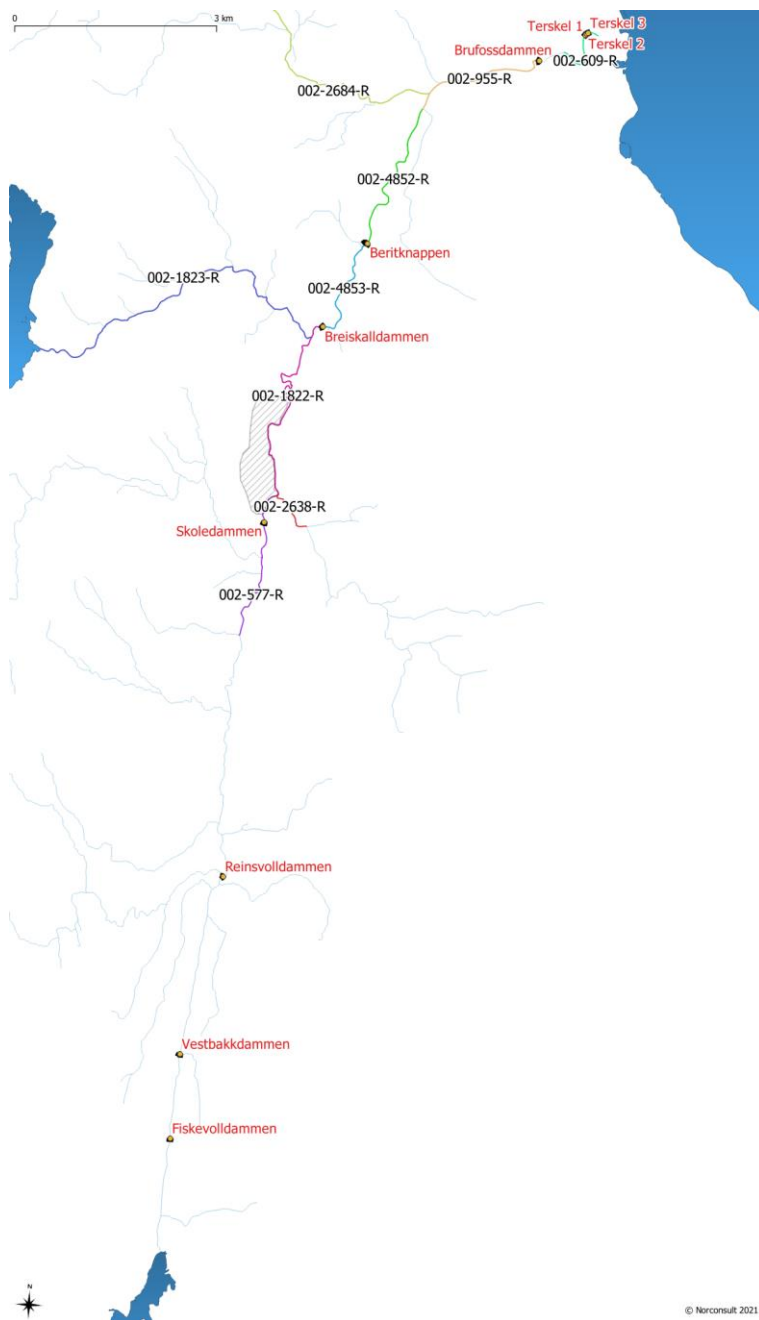 0 3 km
Terskel 1 Terskel 3
Brufossdammen Terskel 2
002-609-R
002-955-R
002-2684-R
002-4852-R
Beritknappen
002-1823-R
002-4853-R
Breiskalldammen
002-1822-R
002-2638-R
Skoledammen
002-577-R
Reinsvolldammen
Vestbakkdammen
Fiskevolldammen
N
© Norconsult 2021